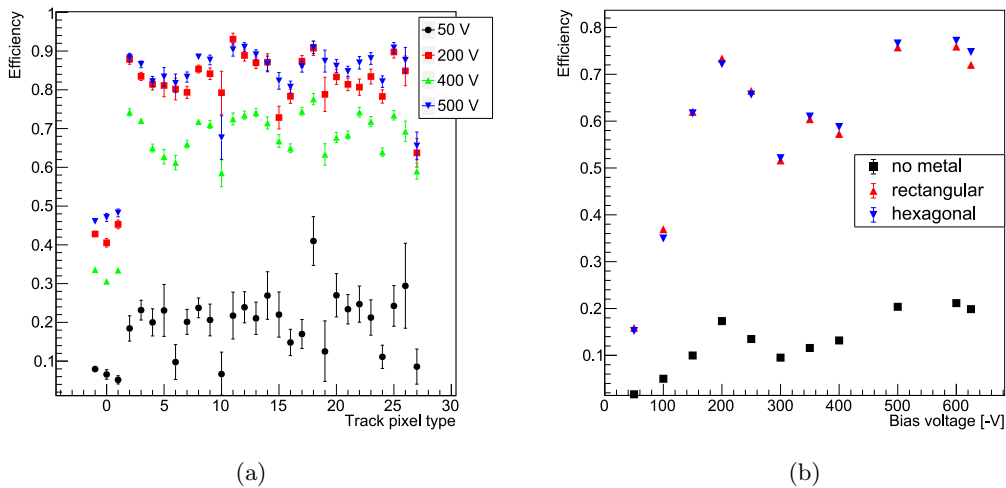 Efficiency
1
0.9
0.8
0.7
0.6
0.5
0.4
0.3
0.2
0.1
0 5 10 15 20 25 30
Track pixel type
50 V
200 V
400 V
500 V
(a)
Efficiency
0.8
0.7
0.6
0.5
0.4
0.3
0.2
0.1
0 100 200 300 400 500 600
Bias voltage [-V]
no metal
rectangular
hexagonal
(b)